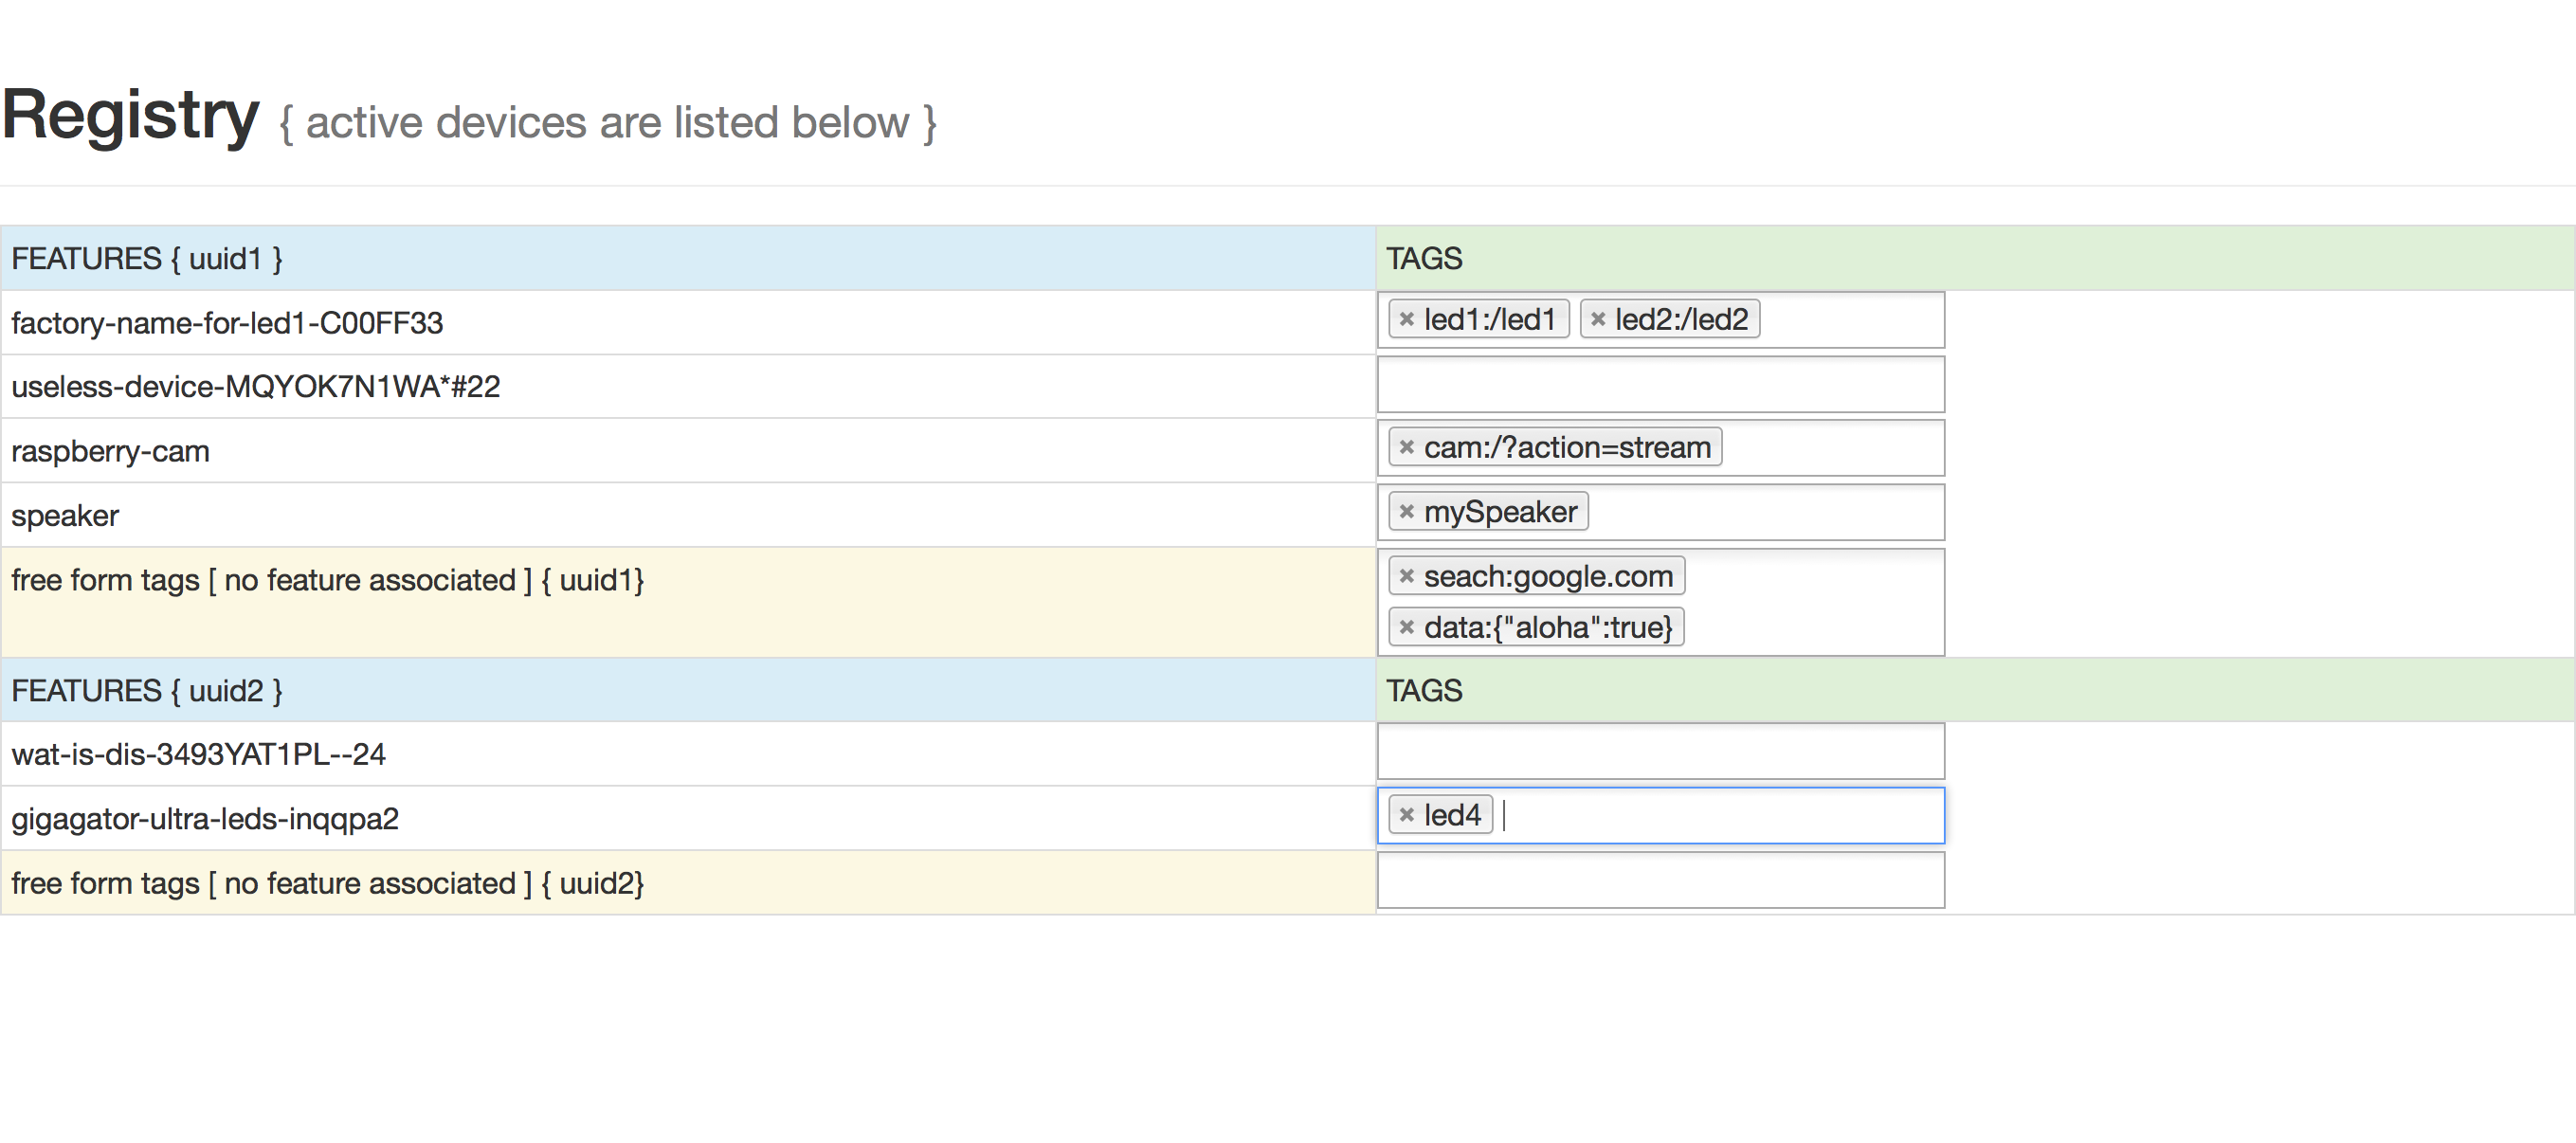 Registry { active devices are listed below }
FEATURES { uuid1 } TAGS
factory-name-for-led1-C00FF33 × led1:/led1 × led2:/led2
useless-device-MQYOK7N1WA*#22
raspberry-cam × cam:/?action=stream
speaker × mySpeaker
free form tags [ no feature associated ] { uuid1} × seach:google.com
× data:{"aloha":true}
FEATURES { uuid2 } TAGS
wat-is-dis-3493YAT1PL--24
gigagator-ultra-leds-inqqpa2 × led4
free form tags [ no feature associated ] { uuid2}